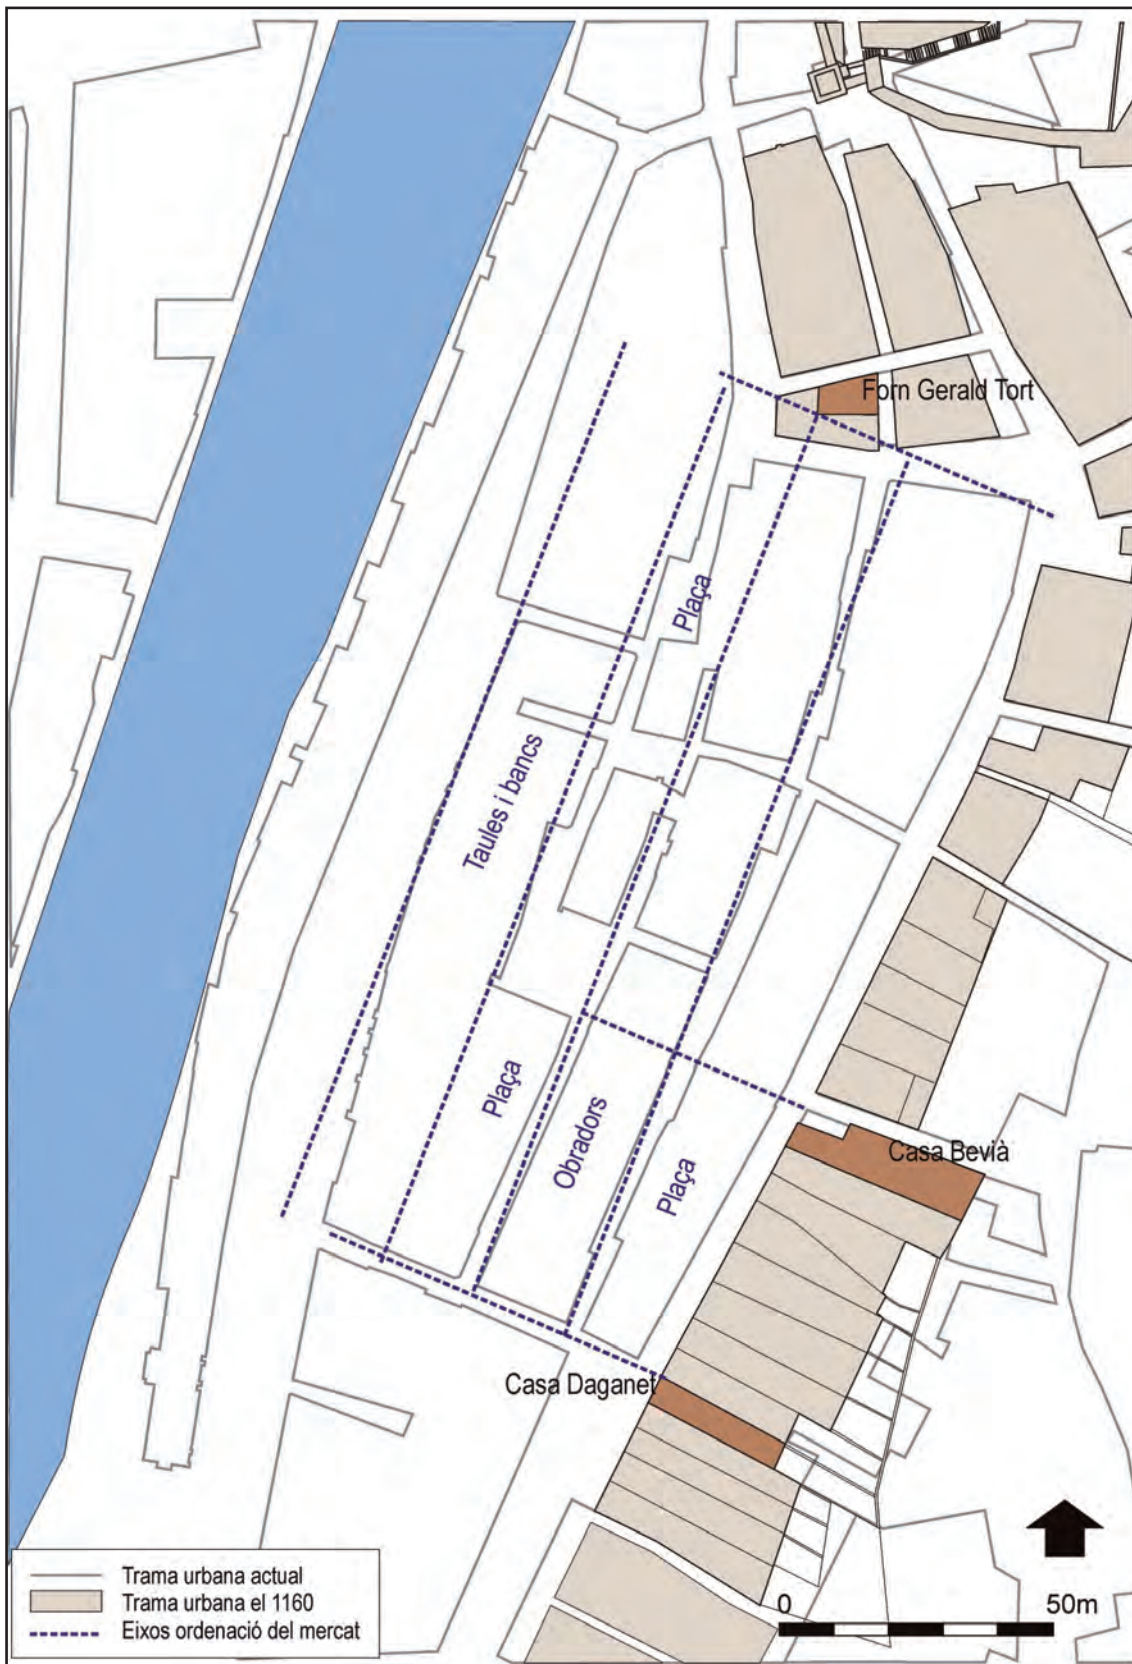 Forn Gerald Tort
Plaça
Taules i bancs
Plaça
Obradors
Plaça
Casa Bevià
Casa Daganet
Trama urbana actual
Trama urbana el 1160
Eixos ordenació del mercat
0 50m